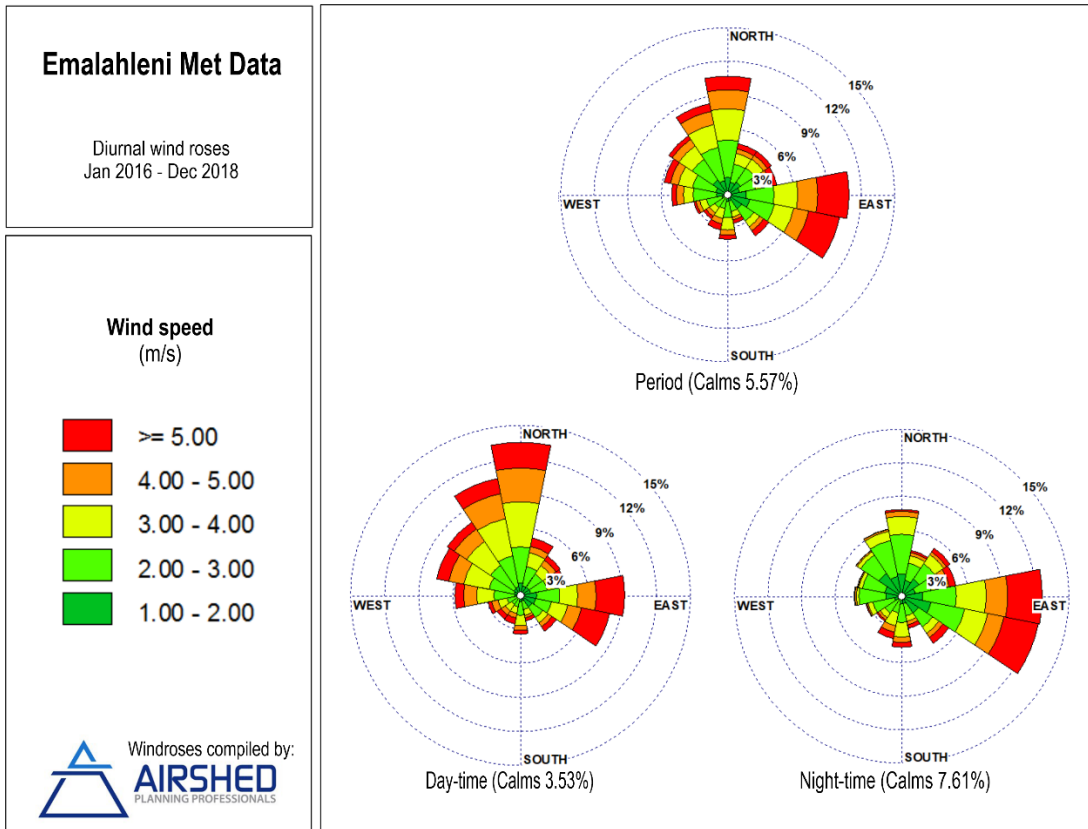 Emalahleni Met Data
Diurnal wind roses
Jan 2016 - Dec 2018
Wind speed
(m/s)
>= 5.00
4.00 - 5.00
3.00 - 4.00
2.00 - 3.00
1.00 - 2.00
Windroses compiled by:
AIRSHED
PLANNING PROFESSIONALS
NORTH
15%
12%
9%
6%
3%
WEST
EAST
SOUTH
Period (Calms 5.57%)
NORTH
15%
12%
9%
6%
3%
WEST
EAST
SOUTH
Day-time (Calms 3.53%)
NORTH
15%
12%
9%
6%
3%
WEST
EAST
SOUTH
Night-time (Calms 7.61%)